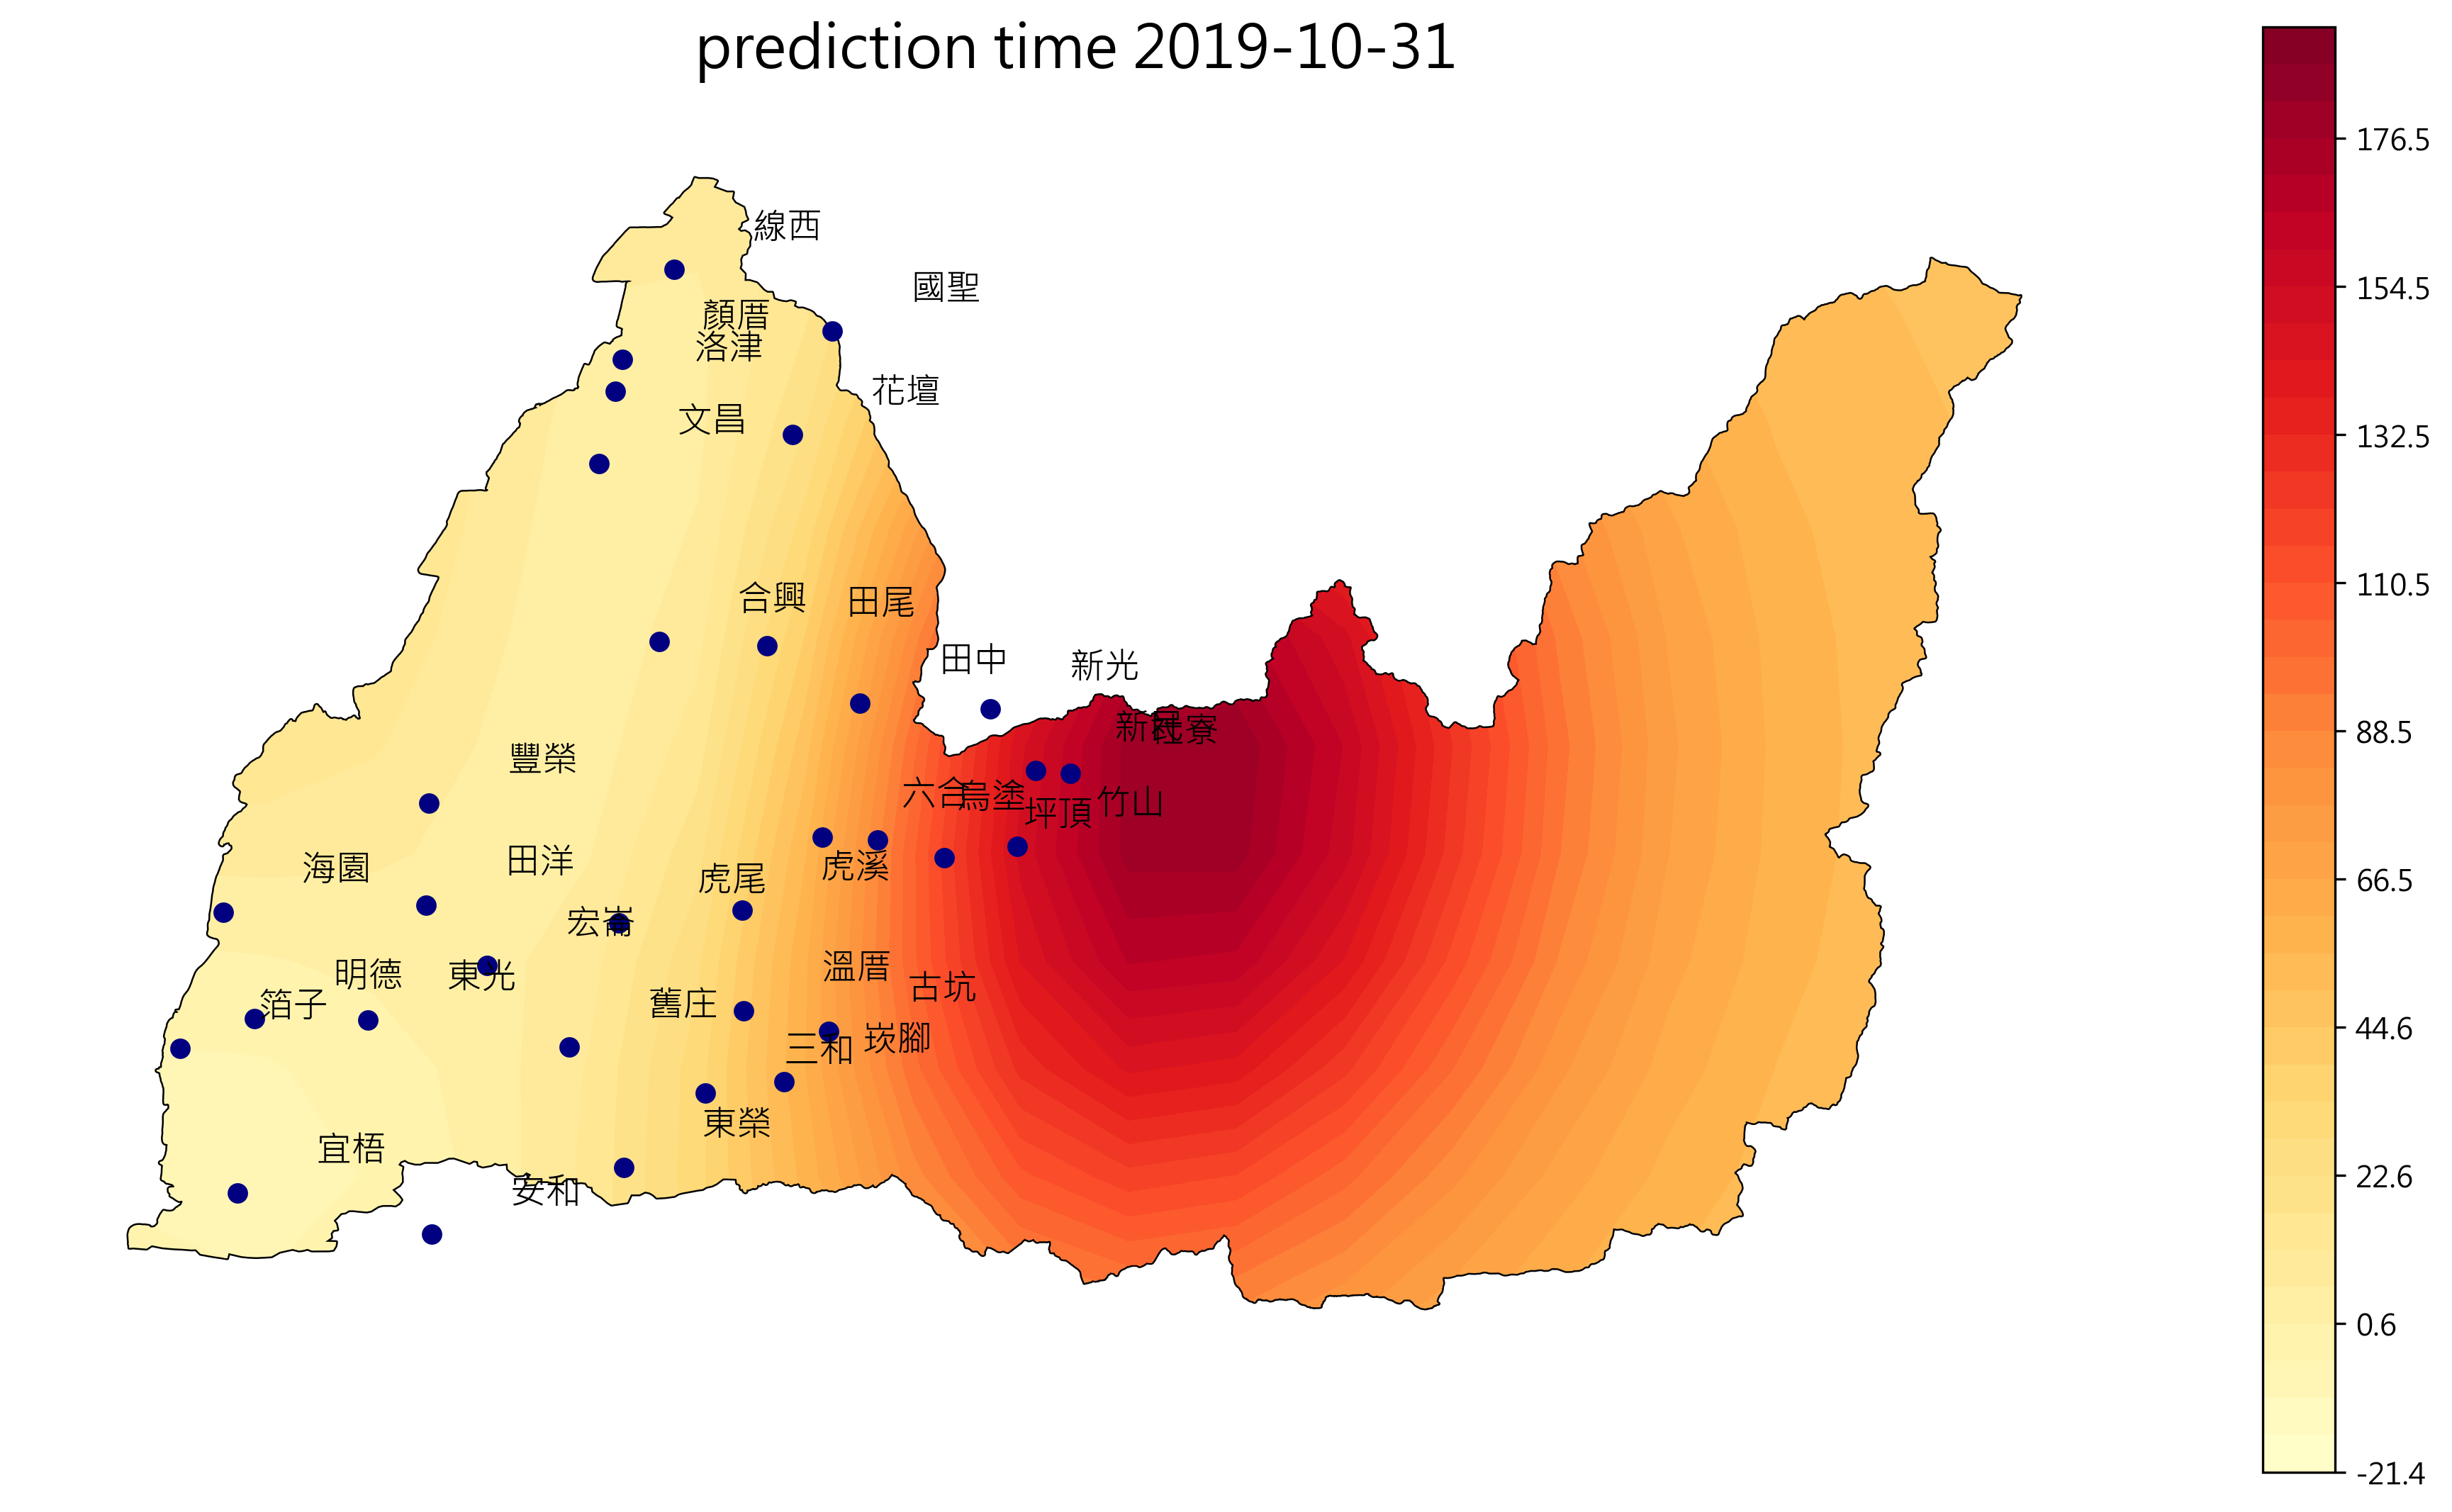 prediction time 2019-10-31
線西
國聖
顏厝
洛津
花壇
文昌
合興
田尾
田中
新光
新民
社寮
豐榮
六合
烏塗
坪頂
竹山
海園
田洋
虎尾
虎溪
宏崙
明德
東光
溫厝
古坑
箔子
舊庄
三和
崁腳
東榮
宜梧
安和
176.5
154.5
132.5
110.5
88.5
66.5
44.6
22.6
0.6
-21.4